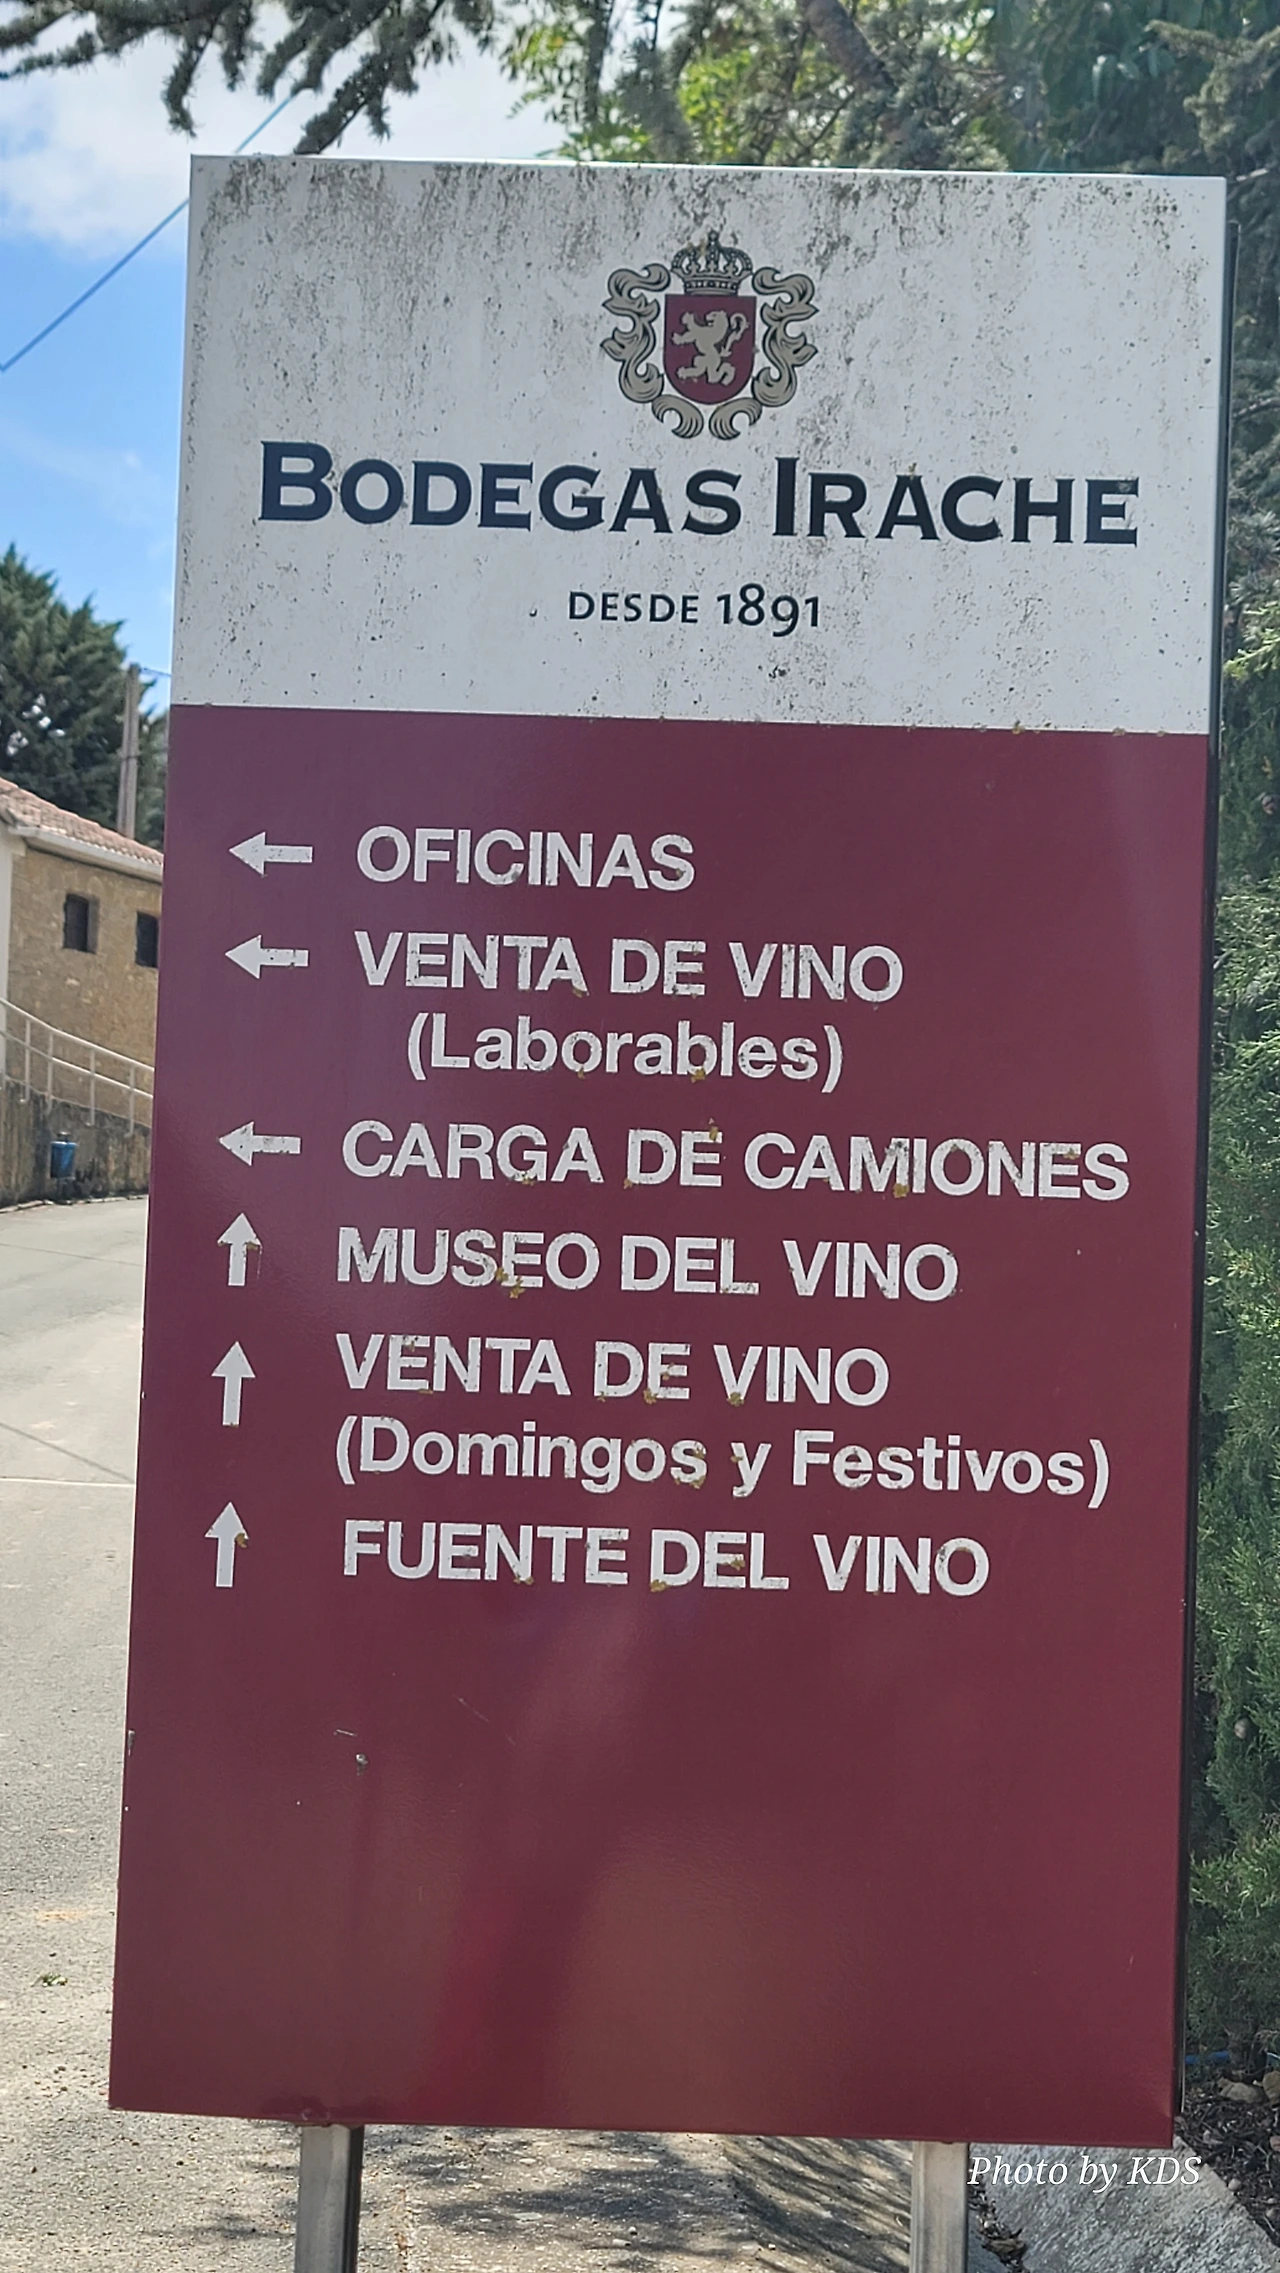 BODEGAS IRACHE
DESDE 1891
← OFICINAS
← VENTA DE VINO
(Laborables)
← CARGA DE CAMIONES
↑ MUSEO DEL VINO
↑ VENTA DE VINO
(Domingos y Festivos)
↑ FUENTE DEL VINO
Photo by KDS